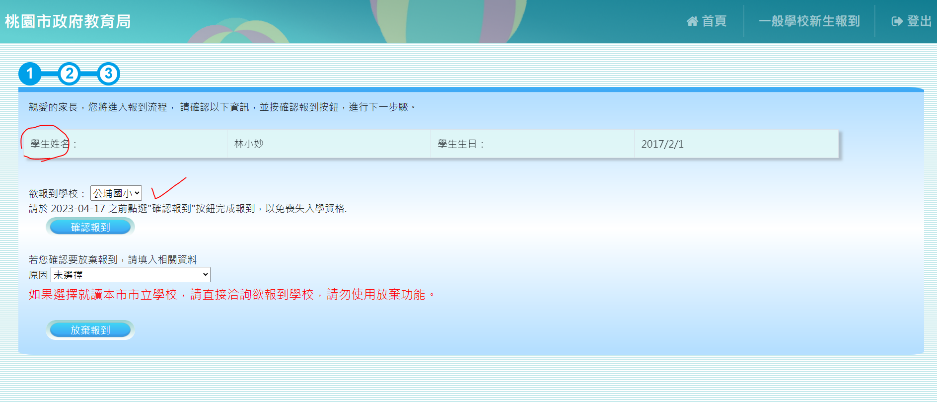 桃園市政府教育局
首頁
一般學校新生報到
登出
1 2 3
親愛的家長，您將進入報到流程， 請確認以下資訊，並按確認報到按鈕，進行下一步驟。
學生姓名： 林小妙 學生生日： 2017/2/1
欲報到學校： 公埔國小
請於 2023-04-17 之前點選"確認報到"按鈕完成報到，以免喪失入學資格.
確認報到
若您確認要放棄報到，請填入相關資料
原因 未選擇
如果選擇就讀本市市立學校，請直接洽詢欲報到學校，請勿使用放棄功能。
放棄報到